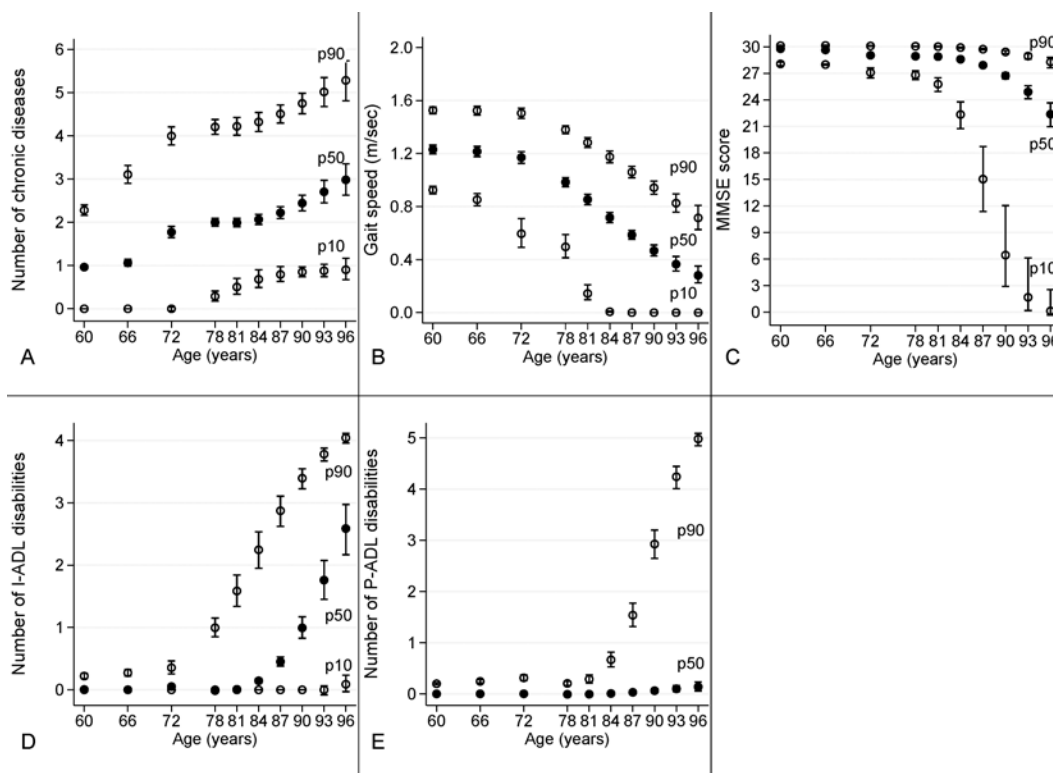 Number of chronic diseases
6
5
4
3
2
1
0
p90
p50
p10
60 66 72 78 81 84 87 90 93 96
Age (years)
A
Gait speed (m/sec)
2.0
1.6
1.2
0.8
0.4
0.0
p90
p50
p10
60 66 72 78 81 84 87 90 93 96
Age (years)
B
MMSE score
30
27
24
21
18
15
12
9
6
3
0
p90
p50
p10
60 66 72 78 81 84 87 90 93 96
Age (years)
C
Number of I-ADL disabilities
4
3
2
1
0
p90
p50
p10
60 66 72 78 81 84 87 90 93 96
Age (years)
D
Number of P-ADL disabilities
5
4
3
2
1
0
p90
p50
60 66 72 78 81 84 87 90 93 96
Age (years)
E